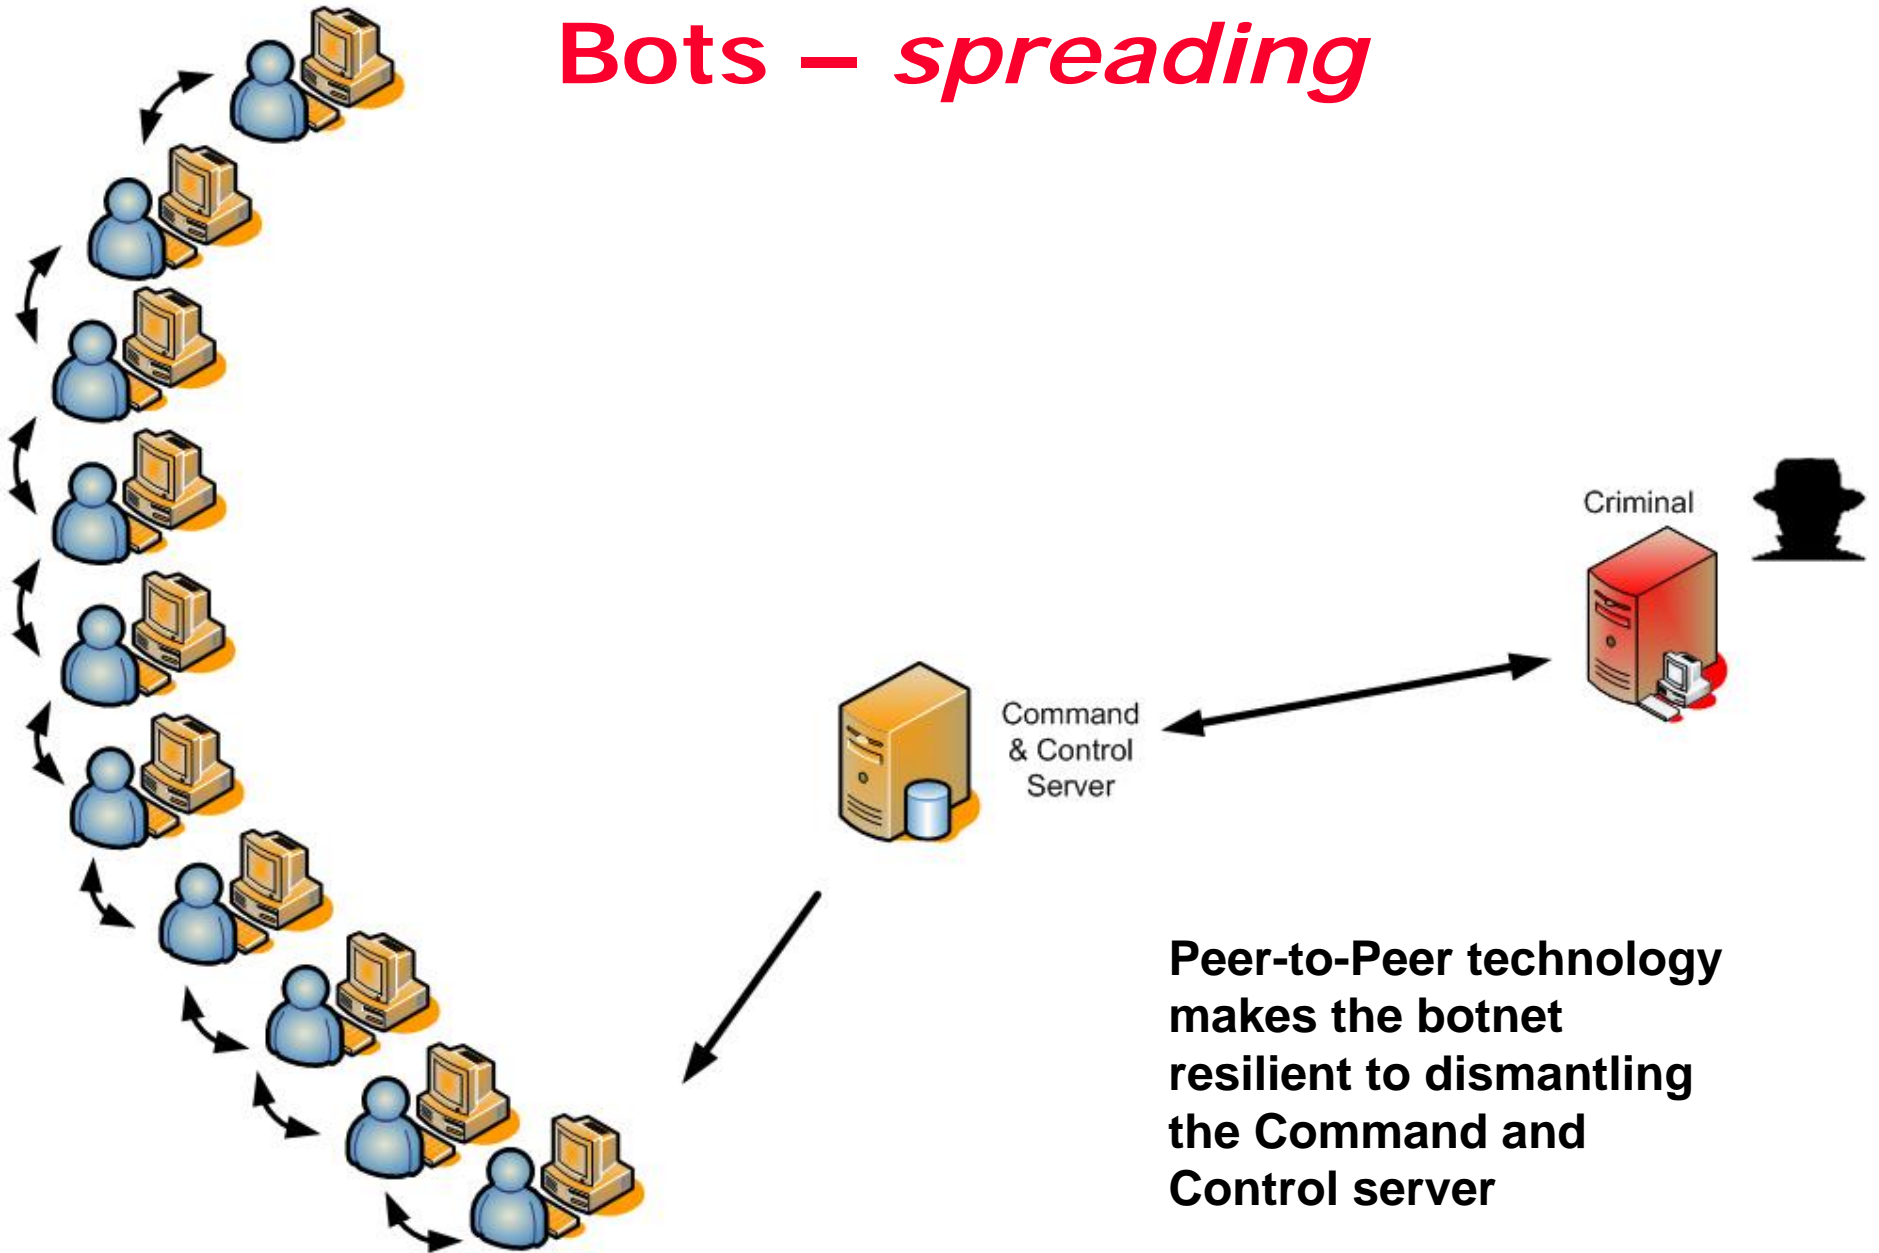 Bots – spreading
Criminal
Command
& Control
Server
Peer-to-Peer technology
makes the botnet
resilient to dismantling
the Command and
Control server